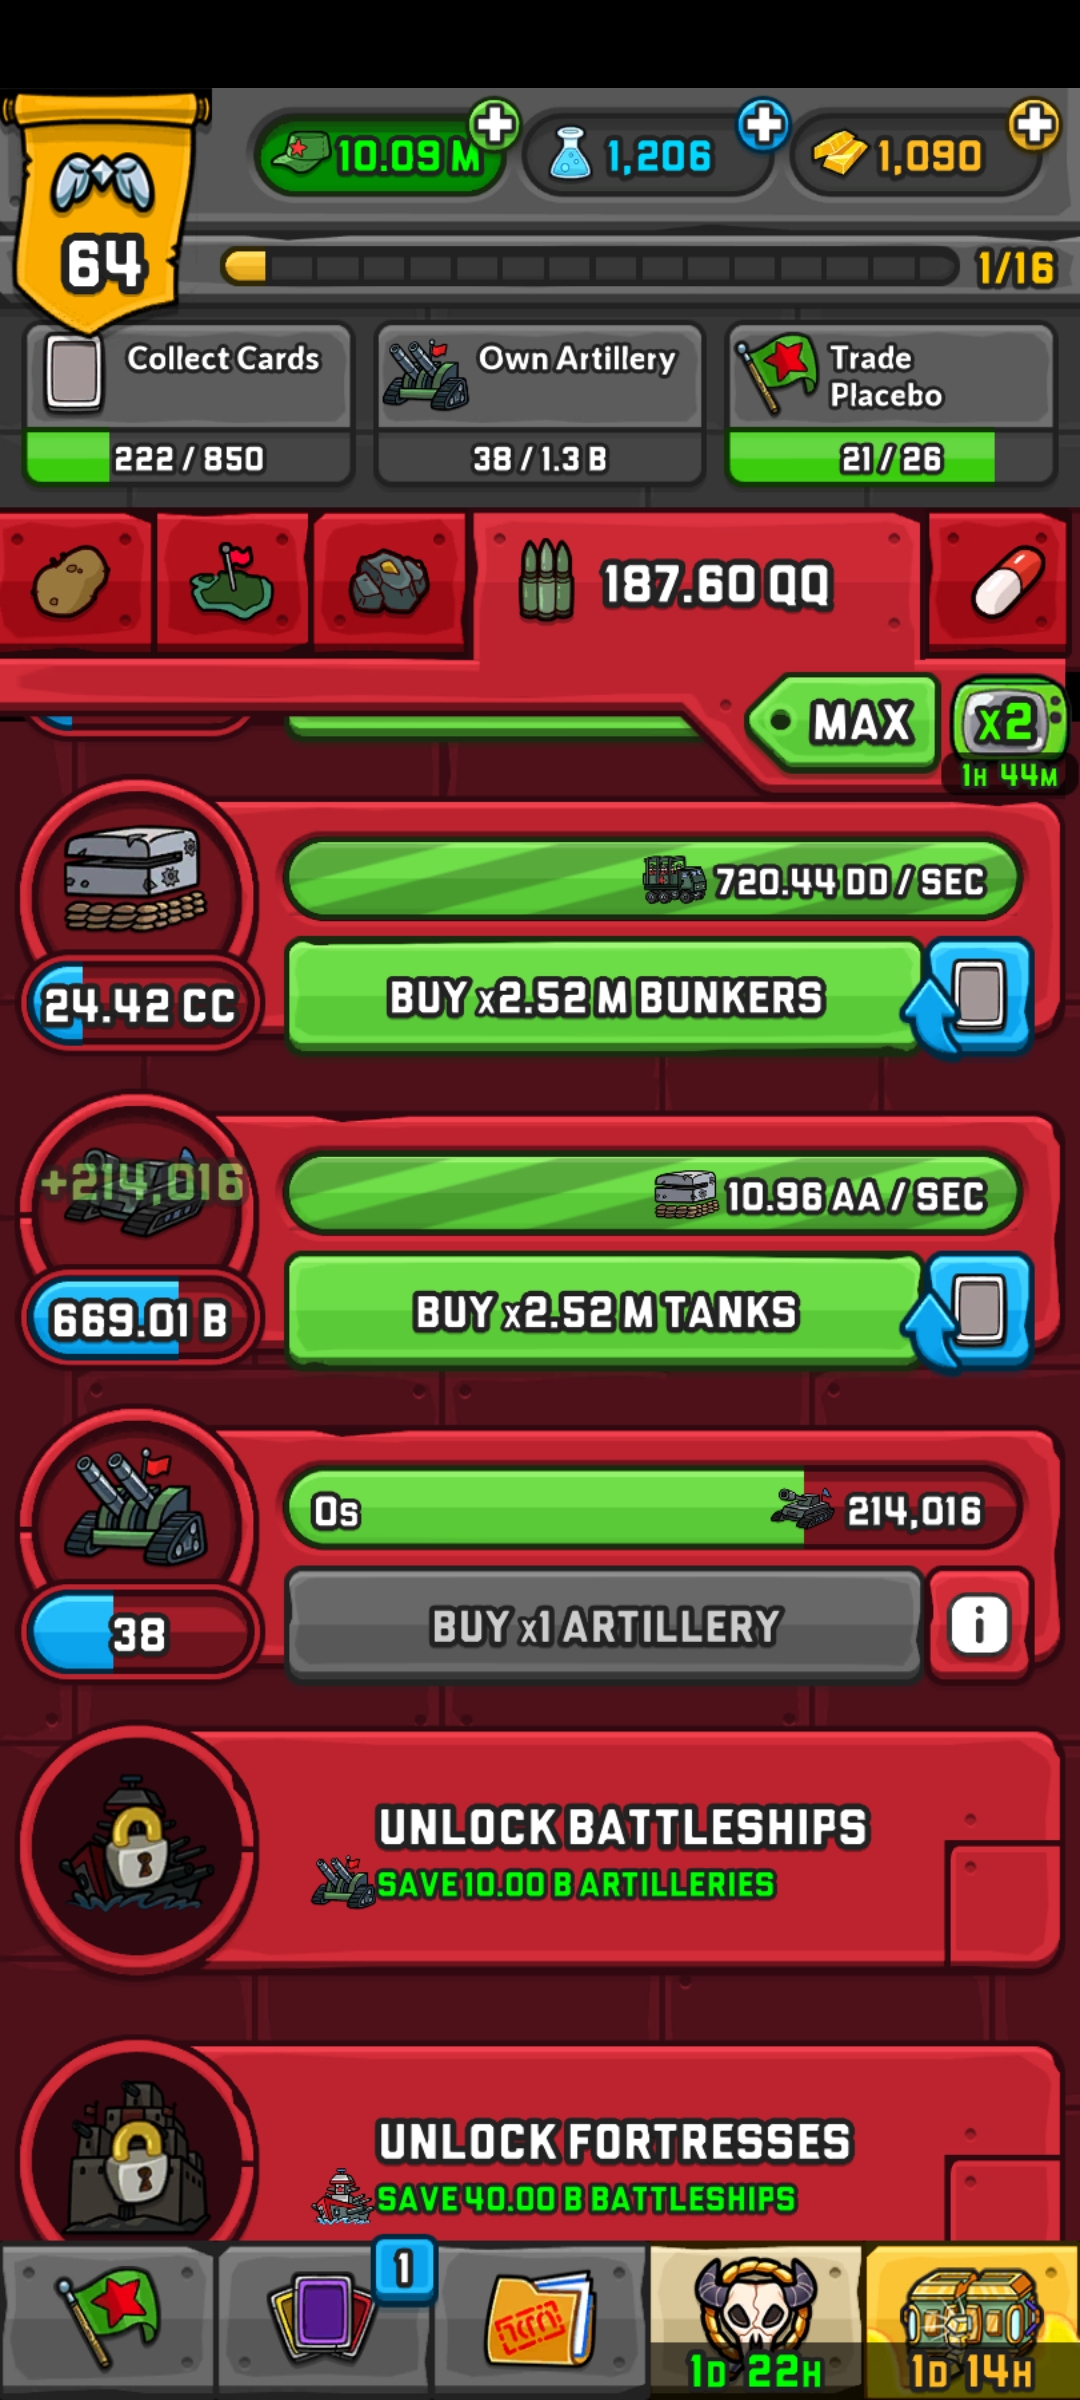 10.09 M
1,206
1,090
64
1/16
Collect Cards
222 / 850
Own Artillery
38 / 1.3 B
Trade
Placebo
21 / 26
187.60 QQ
MAX
x2
1H 44M
720.44 DD / SEC
24.42 CC
BUY x2.52 M BUNKERS
+214,016
10.96 AA / SEC
669.01 B
BUY x2.52 M TANKS
0s
214,016
38
BUY x1 ARTILLERY
i
UNLOCK BATTLESHIPS
SAVE 10.00 B ARTILLERIES
UNLOCK FORTRESSES
SAVE 40.00 B BATTLESHIPS
1
1D 22H
1D 14H